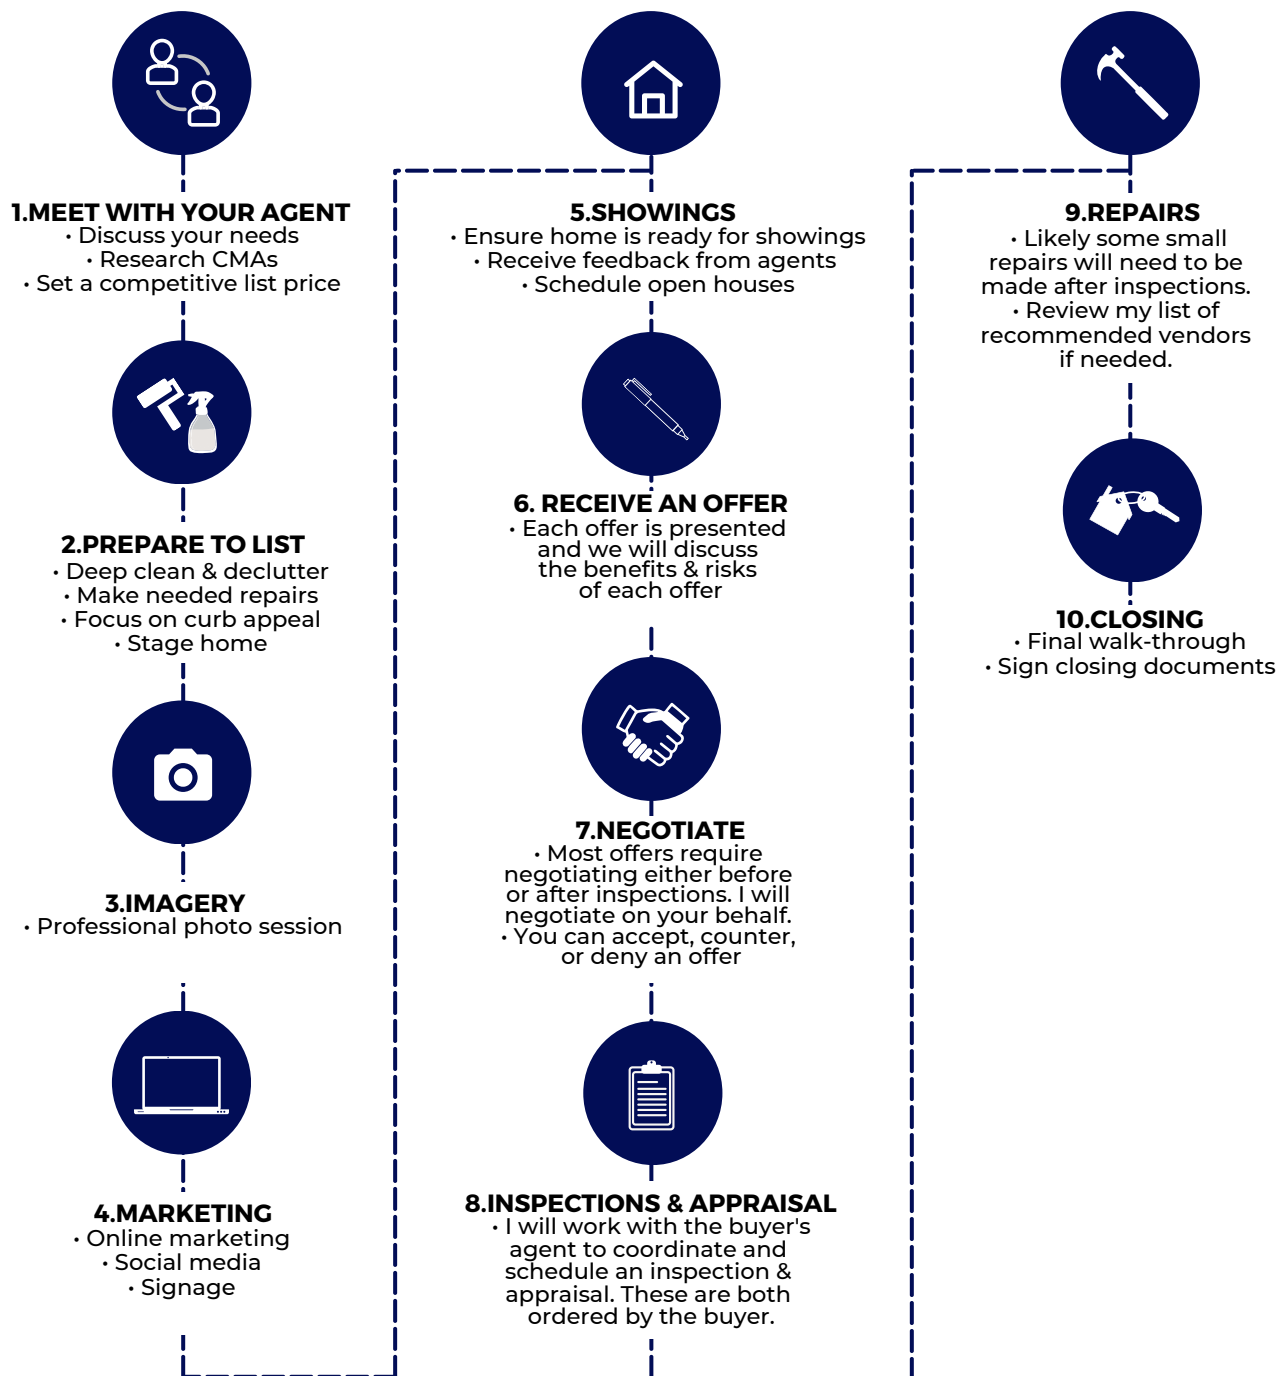 1.MEET WITH YOUR AGENT
• Discuss your needs
• Research CMAs
• Set a competitive list price
2.PREPARE TO LIST
• Deep clean & declutter
• Make needed repairs
• Focus on curb appeal
• Stage home
3.IMAGERY
• Professional photo session
4.MARKETING
• Online marketing
• Social media
• Signage
5.SHOWINGS
• Ensure home is ready for showings
• Receive feedback from agents
• Schedule open houses
6. RECEIVE AN OFFER
• Each offer is presented
and we will discuss
the benefits & risks
of each offer
7.NEGOTIATE
• Most offers require
negotiating either before
or after inspections. I will
negotiate on your behalf.
• You can accept, counter,
or deny an offer
8.INSPECTIONS & APPRAISAL
• I will work with the buyer's
agent to coordinate and
schedule an inspection &
appraisal. These are both
ordered by the buyer.
9.REPAIRS
• Likely some small
repairs will need to be
made after inspections.
• Review my list of
recommended vendors
if needed.
10.CLOSING
• Final walk-through
• Sign closing documents